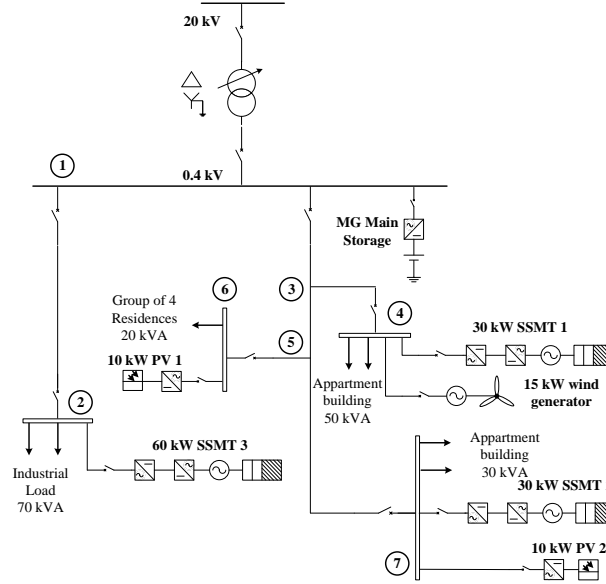 20 kV
1
0.4 kV
MG Main
Storage
6
3
4
Group of 4
Residences
20 kVA
30 kW SSMT 1
5
10 kW PV 1
Appartment
building
50 kVA
15 kW wind
generator
2
Appartment
building
30 kVA
60 kW SSMT 3
Industrial
Load
70 kVA
30 kW SSMT
10 kW PV 2
7